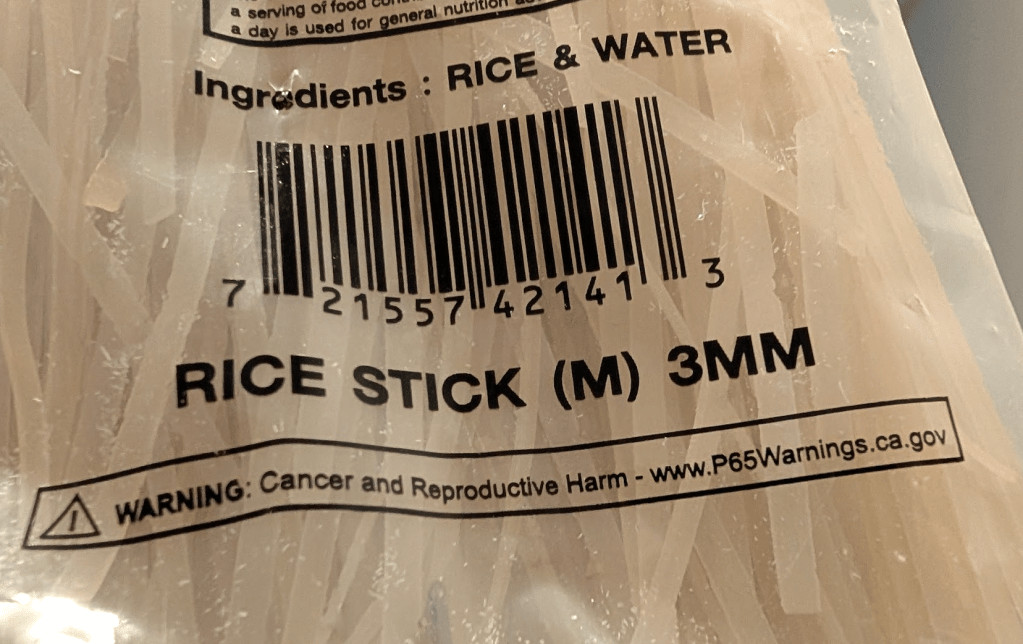 a serving of food
a day is used for general nutrition
Ingredients : RICE & WATER
7 21557 42141 3
RICE STICK (M) 3MM
WARNING: Cancer and Reproductive Harm - www.P65Warnings.ca.gov